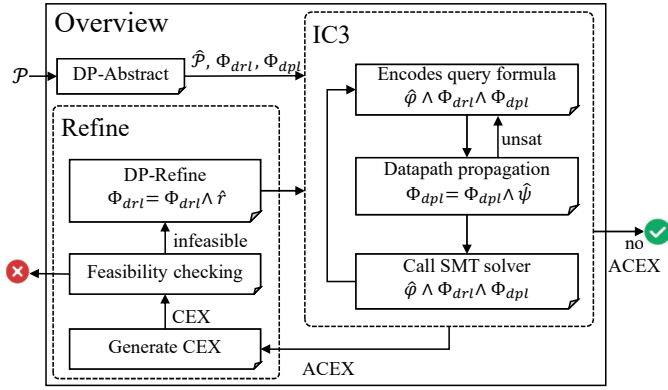 Overview
𝒫
DP-Abstract
𝒫̂, Φ_drl, Φ_dpl
IC3
Encodes query formula
φ̂ ∧ Φ_drl ∧ Φ_dpl
unsat
Datapath propagation
Φ_dpl = Φ_dpl ∧ ψ̂
Call SMT solver
φ̂ ∧ Φ_drl ∧ Φ_dpl
no
ACEX
Refine
DP-Refine
Φ_drl = Φ_drl ∧ r̂
infeasible
Feasibility checking
CEX
Generate CEX
ACEX